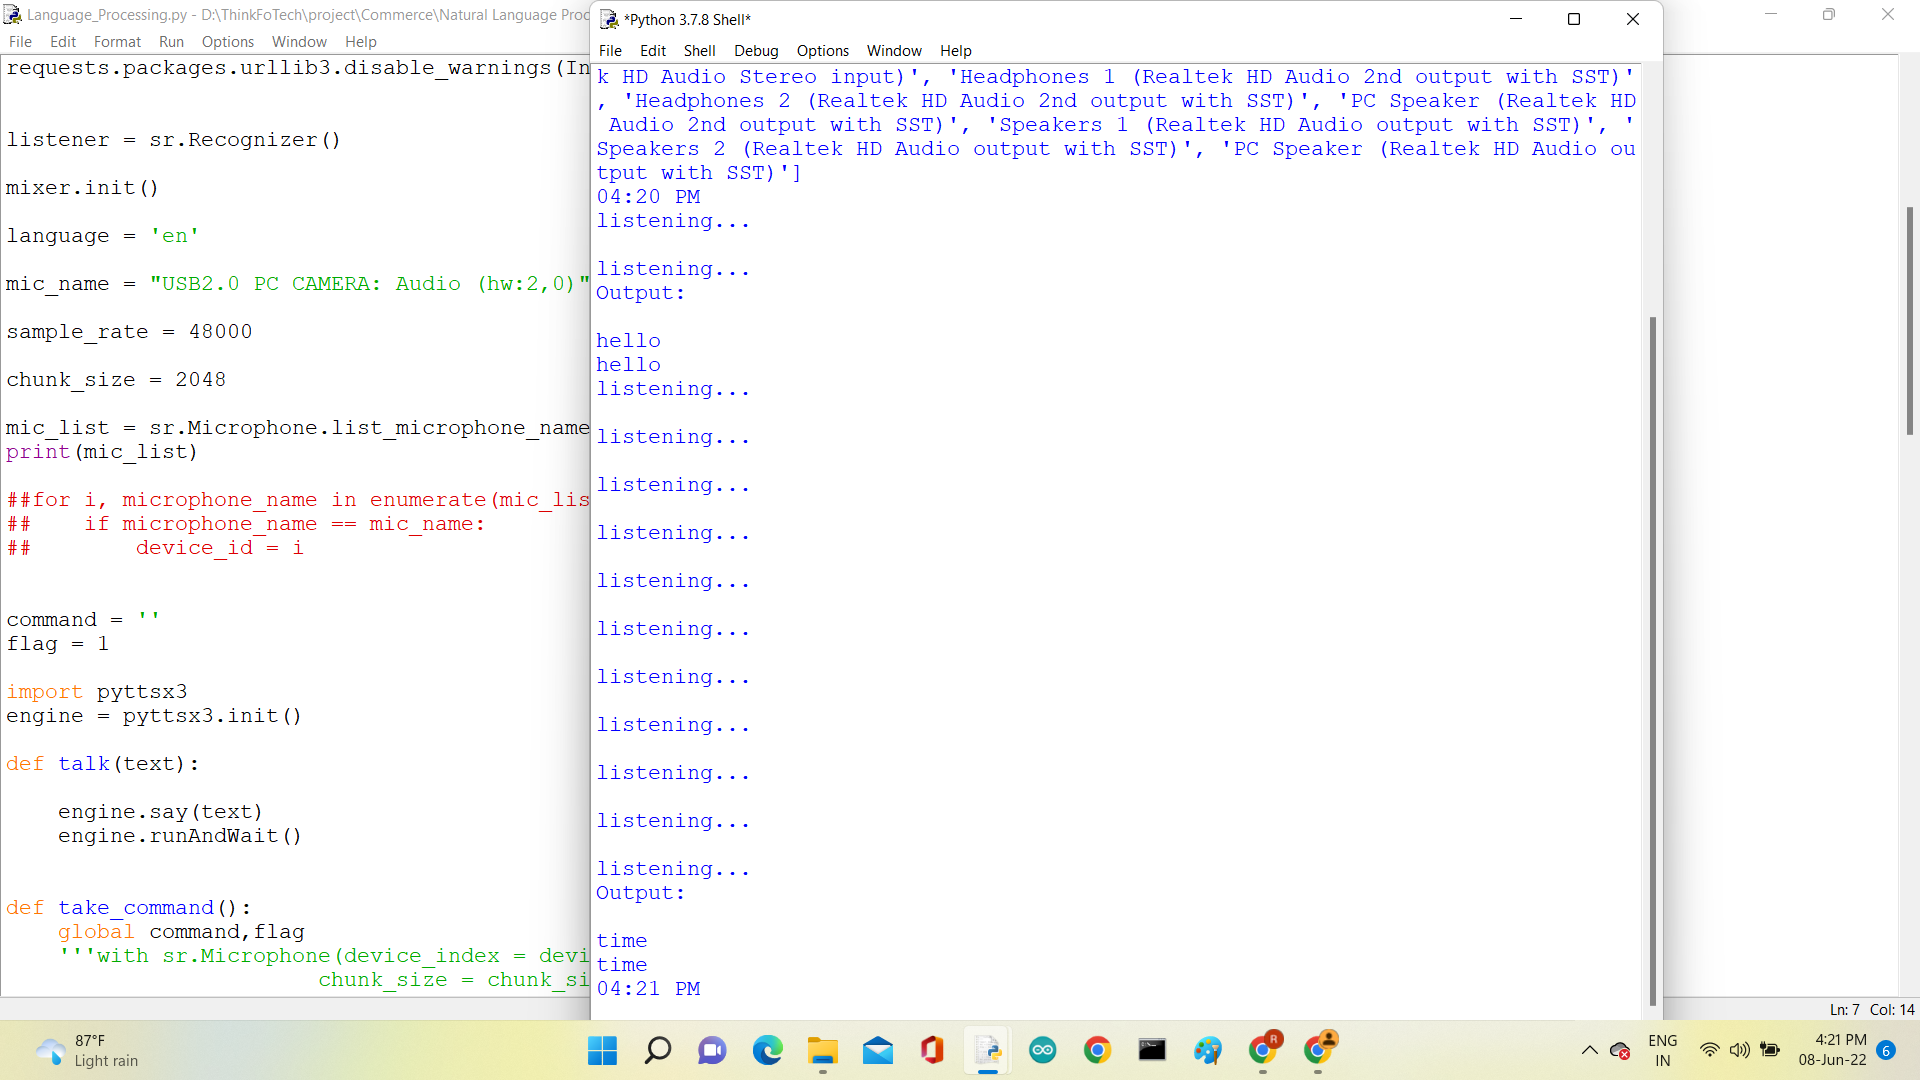 Language_Processing.py - D:\ThinkFoTech\project\Commerce\Natural Language Proc
File Edit Format Run Options Window Help
requests.packages.urllib3.disable_warnings(In
listener = sr.Recognizer()
mixer.init()
language = 'en'
mic_name = "USB2.0 PC CAMERA: Audio (hw:2,0)"
sample_rate = 48000
chunk_size = 2048
mic_list = sr.Microphone.list_microphone_name
print(mic_list)
##for i, microphone_name in enumerate(mic_lis
##    if microphone_name == mic_name:
##        device_id = i
command = ''
flag = 1
import pyttsx3
engine = pyttsx3.init()
def talk(text):
    engine.say(text)
    engine.runAndWait()
def take_command():
    global command,flag
    '''with sr.Microphone(device_index = devi
                        chunk_size = chunk_si
*Python 3.7.8 Shell*
File Edit Shell Debug Options Window Help
k HD Audio Stereo input)', 'Headphones 1 (Realtek HD Audio 2nd output with SST)'
, 'Headphones 2 (Realtek HD Audio 2nd output with SST)', 'PC Speaker (Realtek HD
 Audio 2nd output with SST)', 'Speakers 1 (Realtek HD Audio output with SST)', '
Speakers 2 (Realtek HD Audio output with SST)', 'PC Speaker (Realtek HD Audio ou
tput with SST)']
04:20 PM
listening...
listening...
Output:
hello
hello
listening...
listening...
listening...
listening...
listening...
listening...
listening...
listening...
listening...
listening...
listening...
Output:
time
time
04:21 PM
Ln: 7 Col: 14
87°F
Light rain
R
ENG
IN
4:21 PM
08-Jun-22
6